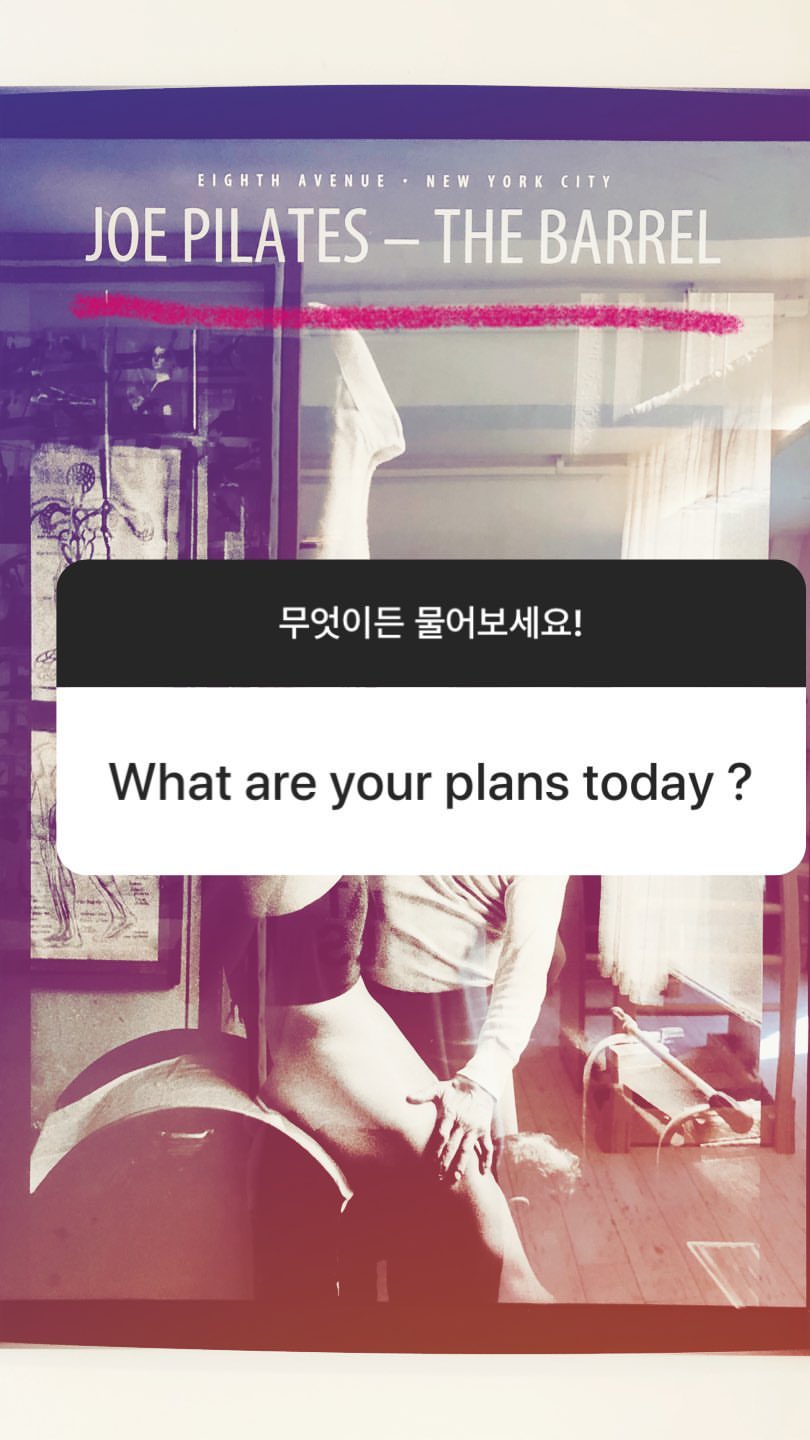 EIGHTH AVENUE • NEW YORK CITY
JOE PILATES – THE BARREL
무엇이든 물어보세요!
What are your plans today ?